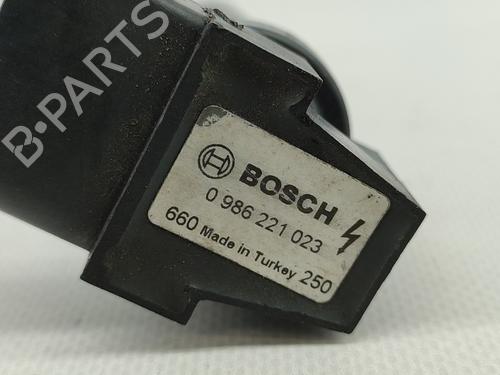 B-PARTS
BOSCH
0 986 221 023
660 Made in Turkey 250